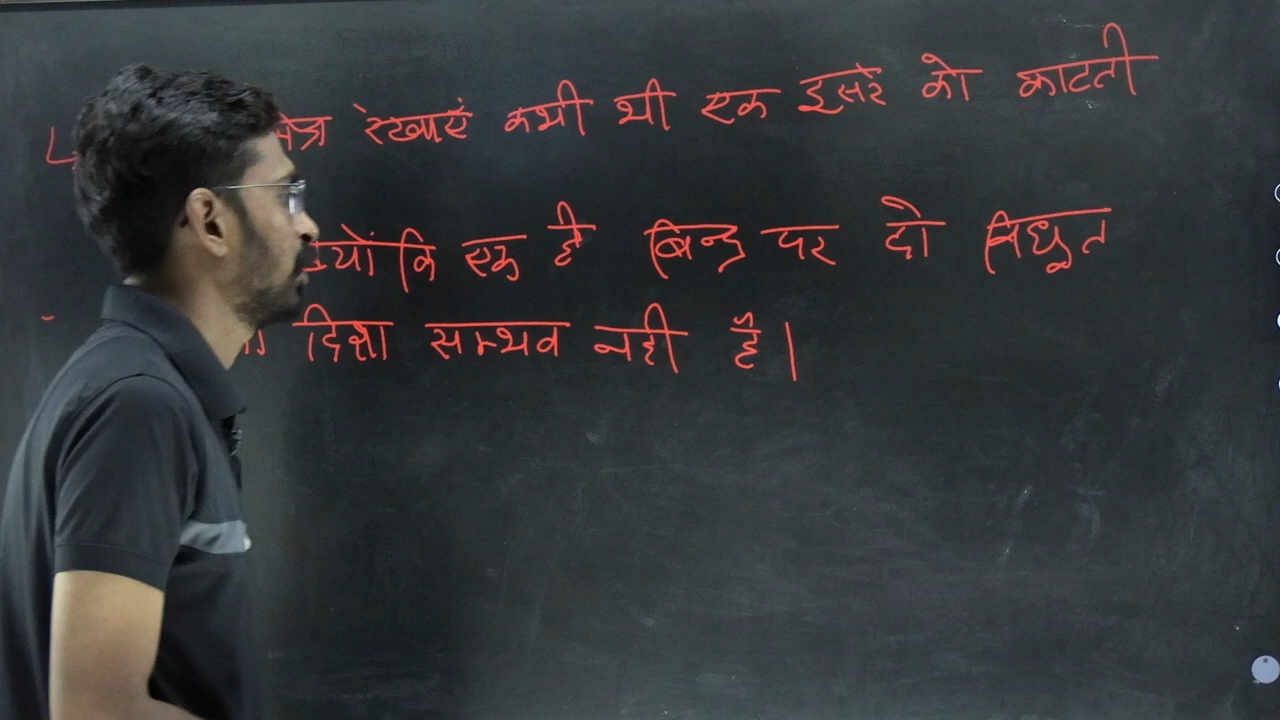 रेखाएँ कभी भी एक दुसरे को काटती
क्योंकि एक ही बिन्दु पर दो विधुत
दिशा सम्भव नही है।